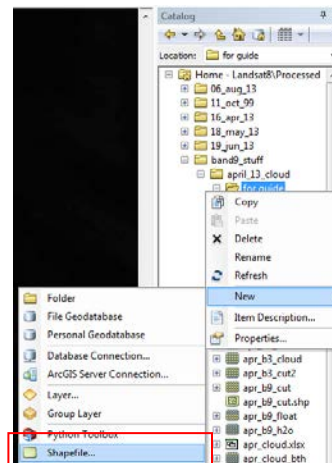 Catalog
Location: for guide
Home - Landsat8\Processed
06_aug_13
11_oct_99
16_apr_13
18_may_13
19_jun_13
band9_stuff
april_13_cloud
for guide
Copy
Paste
Delete
Rename
Refresh
New
Item Description...
Properties...
Folder
File Geodatabase
Personal Geodatabase
Database Connection...
ArcGIS Server Connection...
Layer...
Group Layer
Python Toolbox
Shapefile...
apr_b3_cloud
apr_b3_cut2
apr_b9_cut
apr_b9_cut.shp
apr_b9_float
apr_b9_h2o
apr_cloud.xlsx
apr_cloud_bth